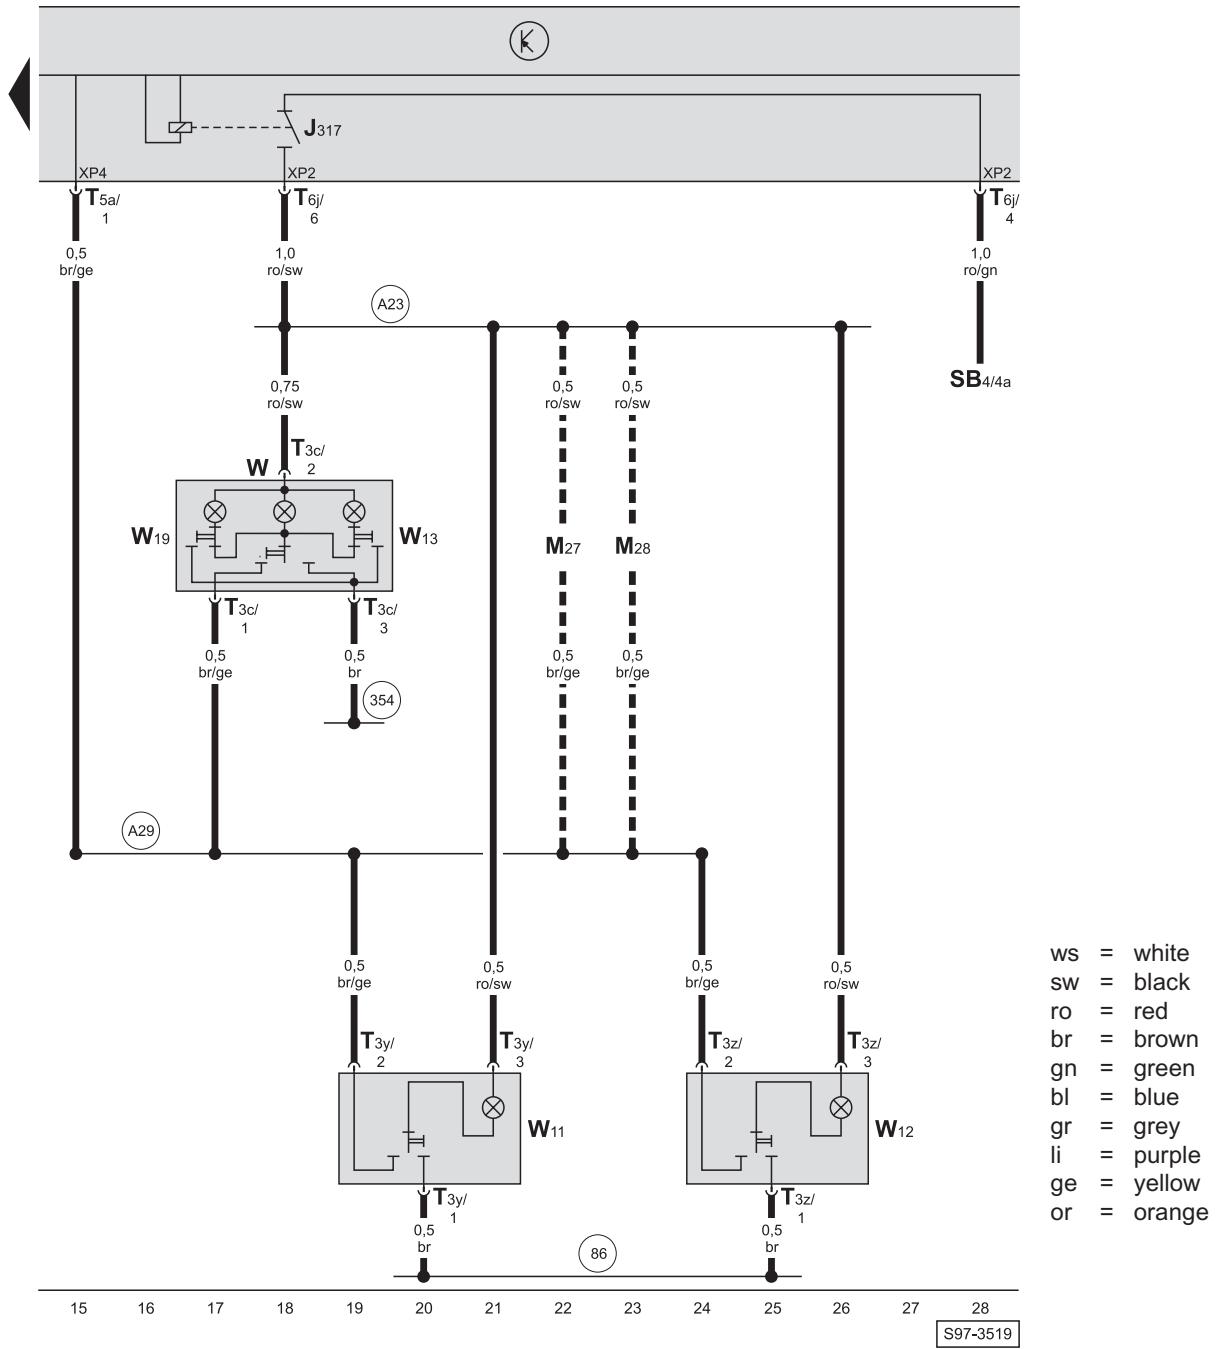 J317
XP4
XP2
XP2
T5a/
1
T6j/
6
T6j/
4
0,5
br/ge
1,0
ro/sw
1,0
ro/gn
A23
SB4/4a
0,75
ro/sw
0,5
ro/sw
0,5
ro/sw
T3c/
2
W
W19
W13
M27
M28
T3c/
1
T3c/
3
0,5
br/ge
0,5
br
0,5
br/ge
0,5
br/ge
354
A29
0,5
br/ge
0,5
ro/sw
0,5
br/ge
0,5
ro/sw
ws = white
sw = black
ro = red
br = brown
gn = green
bl = blue
gr = grey
li = purple
ge = yellow
or = orange
T3y/
2
T3y/
3
T3z/
2
T3z/
3
W11
W12
T3y/
1
T3z/
1
0,5
br
0,5
br
86
15 16 17 18 19 20 21 22 23 24 25 26 27 28
S97-3519